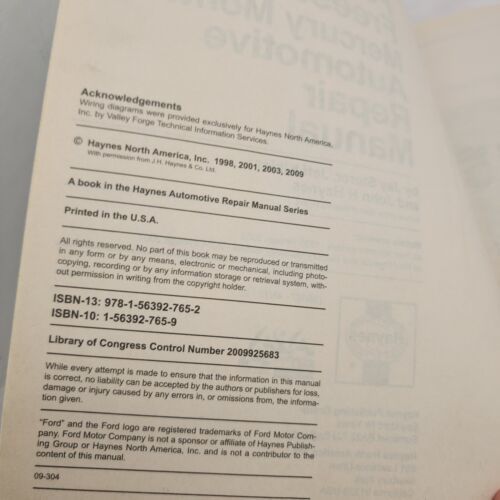 Acknowledgements
Wiring diagrams were provided exclusively for Haynes North America,
Inc. by Valley Forge Technical Information Services.
© Haynes North America, Inc. 1998, 2001, 2003, 2009
With permission from J.H. Haynes & Co. Ltd.
A book in the Haynes Automotive Repair Manual Series
Printed in the U.S.A.
All rights reserved. No part of this book may be reproduced or transmitted
in any form or by any means, electronic or mechanical, including photo-
copying, recording or by any information storage or retrieval system, with-
out permission in writing from the copyright holder.
ISBN-13: 978-1-56392-765-2
ISBN-10: 1-56392-765-9
Library of Congress Control Number 2009925683
While every attempt is made to ensure that the information in this manual
is correct, no liability can be accepted by the authors or publishers for loss,
damage or injury caused by any errors in, or omissions from, the informa-
tion given.
"Ford" and the Ford logo are registered trademarks of Ford Motor Com-
pany. Ford Motor Company is not a sponsor or affiliate of Haynes Publish-
ing Group or Haynes North America, Inc. and is not a contributor to the
content of this manual.
09-304
Mercury
Automotive
Repair
Manual